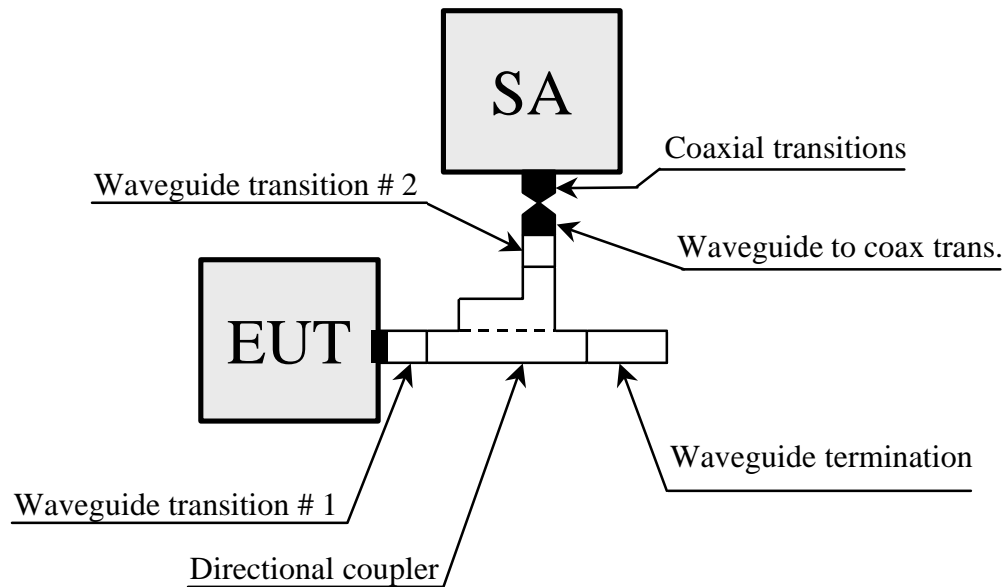 SA
Coaxial transitions
Waveguide transition # 2
Waveguide to coax trans.
EUT
Waveguide termination
Waveguide transition # 1
Directional coupler